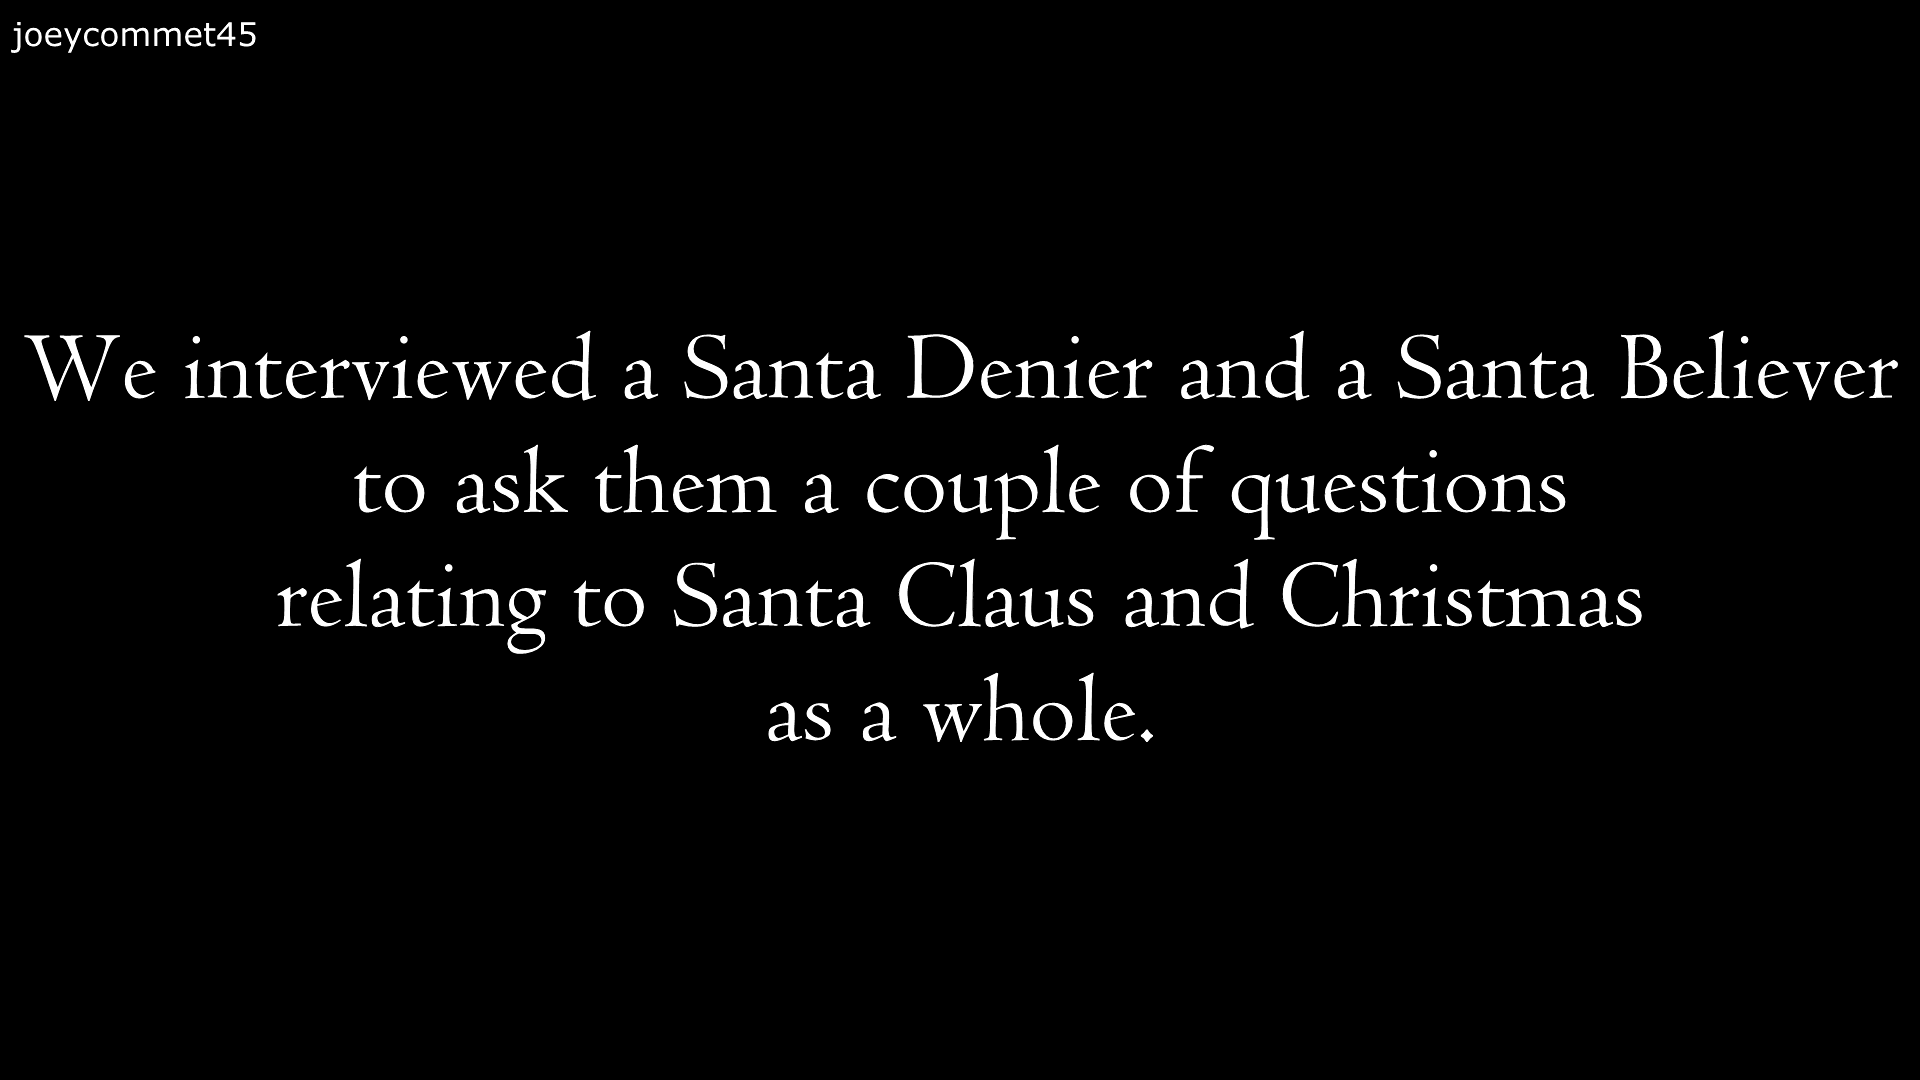 joeycommet45
We interviewed a Santa Denier and a Santa Believer
to ask them a couple of questions
relating to Santa Claus and Christmas
as a whole.